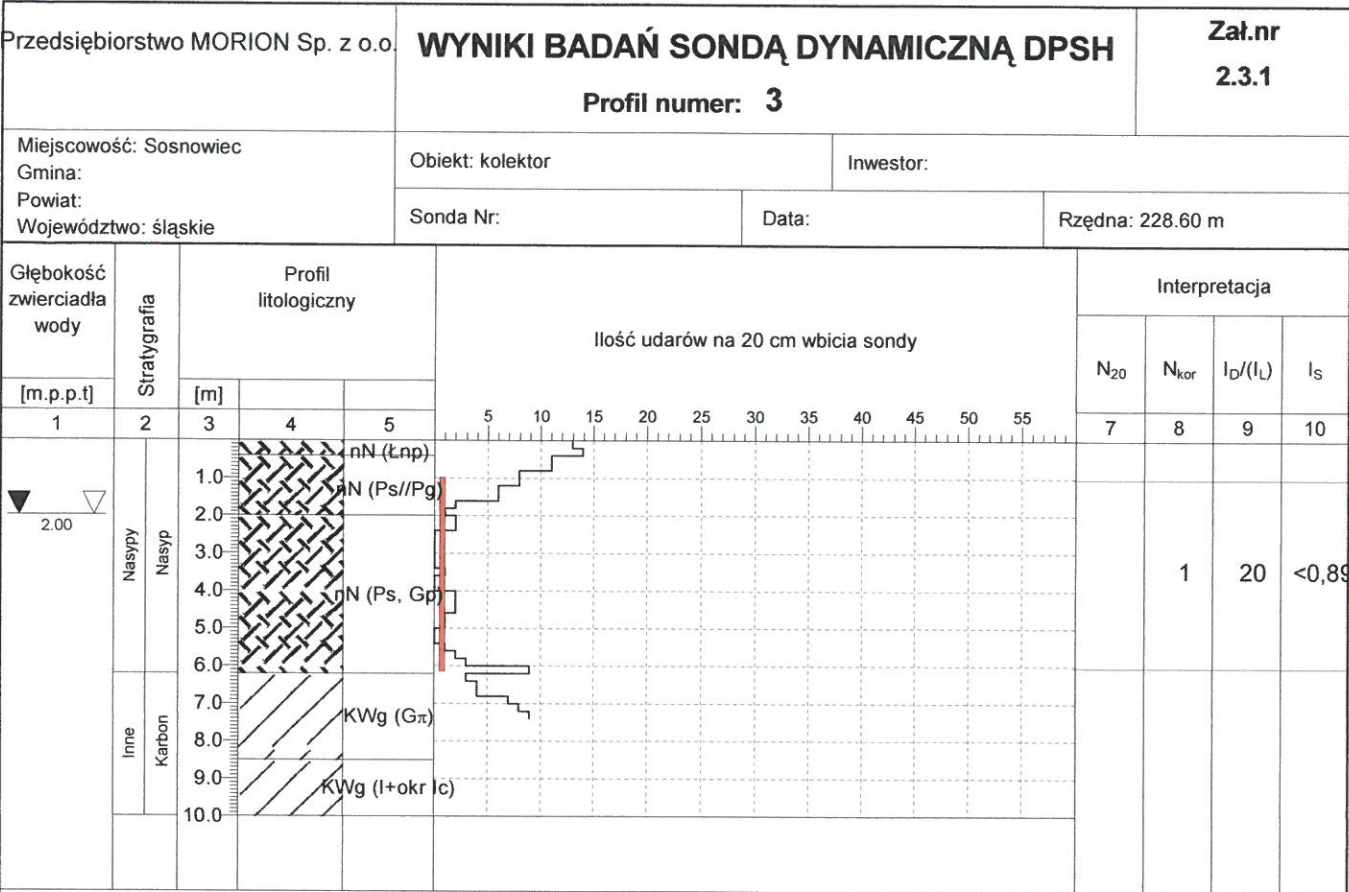 Przedsiębiorstwo MORION Sp. z o.o.
WYNIKI BADAŃ SONDĄ DYNAMICZNĄ DPSH
Profil numer: 3
Zał.nr
2.3.1
Miejscowość: Sosnowiec
Gmina:
Powiat:
Województwo: śląskie
Obiekt: kolektor
Inwestor:
Sonda Nr:
Data:
Rzędna: 228.60 m
Głębokość
zwierciadła
wody
[m.p.p.t]
Stratygrafia
Profil
litologiczny
[m]
Ilość udarów na 20 cm wbicia sondy
Interpretacja
N20
Nkor
ID/(IL)
IS
1 2 3 4 5
5 10 15 20 25 30 35 40 45 50 55
7 8 9 10
2.00
Nasypy
Nasyp
Inne
Karbon
1.0
2.0
3.0
4.0
5.0
6.0
7.0
8.0
9.0
10.0
nN (Łnp)
nN (Ps//Pg)
nN (Ps, Gp)
KWg (Gπ)
KWg (I+okr Ic)
1 20 <0,89